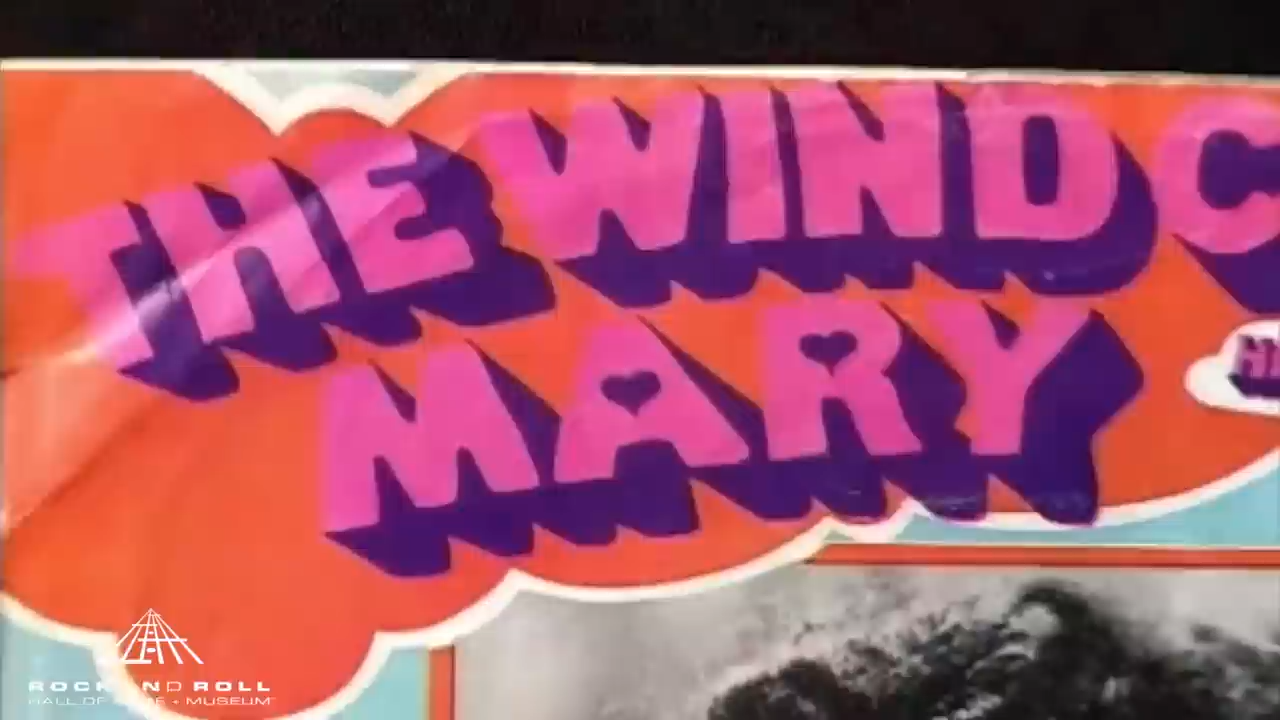 THE WIND C
MARY
H
ROCK AND ROLL
HALL OF FAME + MUSEUM